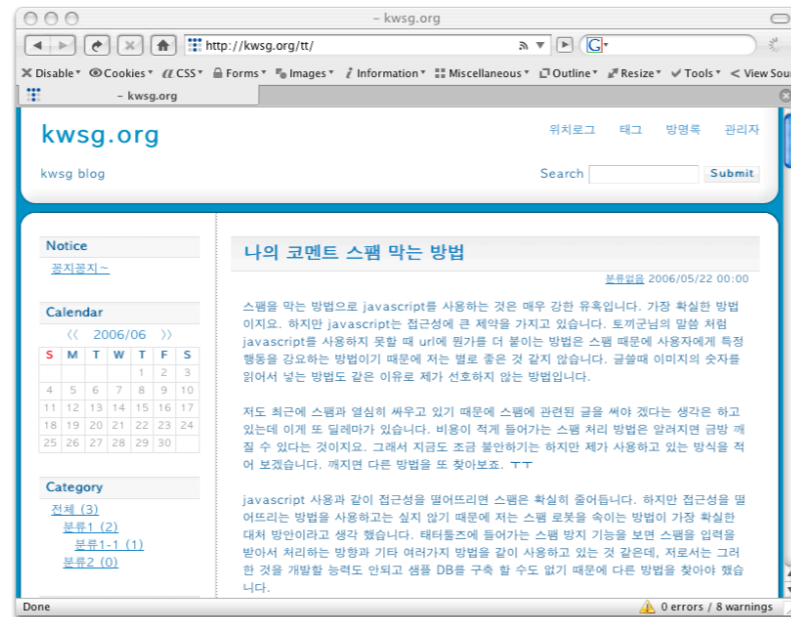 – kwsg.org
http://kwsg.org/tt/
Disable Cookies CSS Forms Images Information Miscellaneous Outline Resize Tools View Sou
– kwsg.org
kwsg.org
위치로그 태그 방명록 관리자
kwsg blog
Search Submit
Notice
꽁지꽁지~
Calendar
《 2006/06 》
S M T W T F S
1 2 3
4 5 6 7 8 9 10
11 12 13 14 15 16 17
18 19 20 21 22 23 24
25 26 27 28 29 30
Category
전체 (3)
분류1 (2)
분류1-1 (1)
분류2 (0)
나의 코멘트 스팸 막는 방법
분류없음 2006/05/22 00:00
스팸을 막는 방법으로 javascript를 사용하는 것은 매우 강한 유혹입니다. 가장 확실한 방법
이지요. 하지만 javascript는 접근성에 큰 제약을 가지고 있습니다. 토끼군님의 말씀 처럼
javascript를 사용하지 못할 때 url에 뭔가를 더 붙이는 방법은 스팸 때문에 사용자에게 특정
행동을 강요하는 방법이기 때문에 저는 별로 좋은 것 같지 않습니다. 글쓸때 이미지의 숫자를
읽어서 넣는 방법도 같은 이유로 제가 선호하지 않는 방법입니다.
저도 최근에 스팸과 열심히 싸우고 있기 때문에 스팸에 관련된 글을 써야 겠다는 생각은 하고
있는데 이게 또 딜레마가 있습니다. 비용이 적게 들어가는 스팸 처리 방법은 알려지면 금방 깨
질 수 있다는 것이지요. 그래서 지금도 조금 불안하기는 하지만 제가 사용하고 있는 방식을 적
어 보겠습니다. 깨지면 다른 방법을 또 찾아보죠. ㅜㅜ
javascript 사용과 같이 접근성을 떨어뜨리면 스팸은 확실히 줄어듭니다. 하지만 접근성을 떨
어뜨리는 방법을 사용하고는 싶지 않기 때문에 저는 스팸 로봇을 속이는 방법이 가장 확실한
대처 방안이라고 생각 했습니다. 태터툴즈에 들어가는 스팸 방지 기능을 보면 스팸을 입력을
받아서 처리하는 방향과 기타 여러가지 방법을 같이 사용하고 있는 것 같은데, 저로서는 그러
한 것을 개발할 능력도 안되고 샘플 DB를 구축 할 수도 없기 때문에 다른 방법을 찾아야 했습
니다.
Done
0 errors / 8 warnings